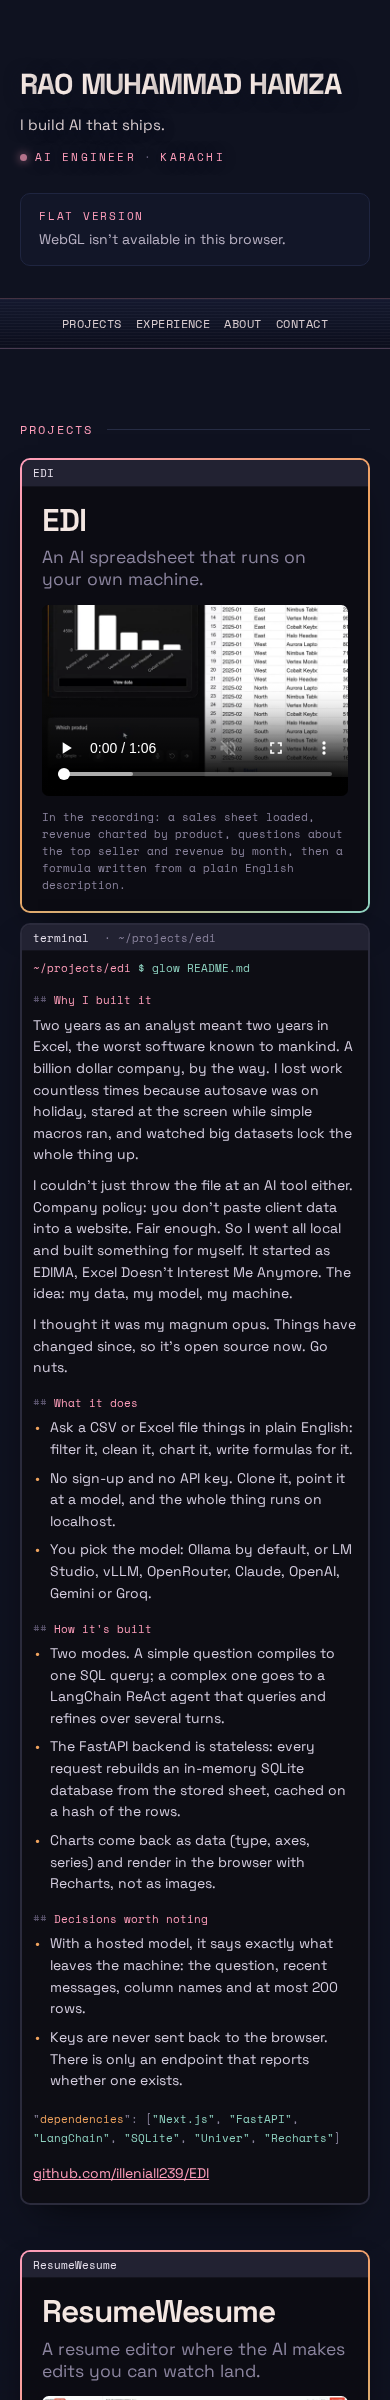 RAO MUHAMMAD HAMZA
I build AI that ships.
AI ENGINEER · KARACHI
FLAT VERSION
WebGL isn't available in this browser.
PROJECTS EXPERIENCE ABOUT CONTACT
PROJECTS
EDI
EDI
An AI spreadsheet that runs on
your own machine.
View data
0:00 / 1:06
In the recording: a sales sheet loaded,
revenue charted by product, questions about
the top seller and revenue by month, then a
formula written from a plain English
description.
terminal · ~/projects/edi
~/projects/edi $ glow README.md
## Why I built it
Two years as an analyst meant two years in
Excel, the worst software known to mankind. A
billion dollar company, by the way. I lost work
countless times because autosave was on
holiday, stared at the screen while simple
macros ran, and watched big datasets lock the
whole thing up.
I couldn't just throw the file at an AI tool either.
Company policy: you don't paste client data
into a website. Fair enough. So I went all local
and built something for myself. It started as
EDIMA, Excel Doesn't Interest Me Anymore. The
idea: my data, my model, my machine.
I thought it was my magnum opus. Things have
changed since, so it's open source now. Go
nuts.
## What it does
• Ask a CSV or Excel file things in plain English:
filter it, clean it, chart it, write formulas for it.
• No sign-up and no API key. Clone it, point it
at a model, and the whole thing runs on
localhost.
• You pick the model: Ollama by default, or LM
Studio, vLLM, OpenRouter, Claude, OpenAI,
Gemini or Groq.
## How it's built
• Two modes. A simple question compiles to
one SQL query; a complex one goes to a
LangChain ReAct agent that queries and
refines over several turns.
• The FastAPI backend is stateless: every
request rebuilds an in-memory SQLite
database from the stored sheet, cached on
a hash of the rows.
• Charts come back as data (type, axes,
series) and render in the browser with
Recharts, not as images.
## Decisions worth noting
• With a hosted model, it says exactly what
leaves the machine: the question, recent
messages, column names and at most 200
rows.
• Keys are never sent back to the browser.
There is only an endpoint that reports
whether one exists.
"dependencies": ["Next.js", "FastAPI",
"LangChain", "SQLite", "Univer", "Recharts"]
github.com/illeniall239/EDI
ResumeWesume
ResumeWesume
A resume editor where the AI makes
edits you can watch land.